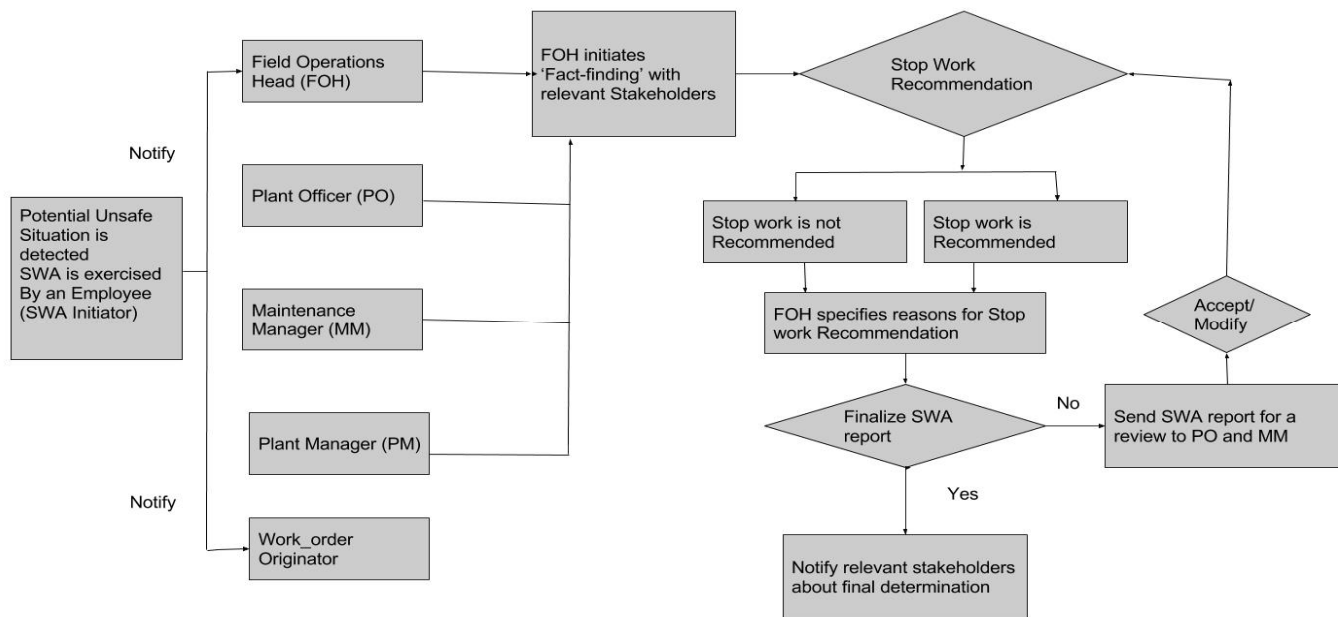 Field Operations
Head (FOH)
FOH initiates
‘Fact-finding’ with
relevant Stakeholders
Stop Work
Recommendation
Notify
Plant Officer (PO)
Potential Unsafe
Situation is
detected
SWA is exercised
By an Employee
(SWA Initiator)
Stop work is not
Recommended
Stop work is
Recommended
Maintenance
Manager (MM)
FOH specifies reasons for Stop
work Recommendation
Accept/
Modify
Plant Manager (PM)
Finalize SWA
report
No
Send SWA report for a
review to PO and MM
Notify
Yes
Work_order
Originator
Notify relevant stakeholders
about final determination